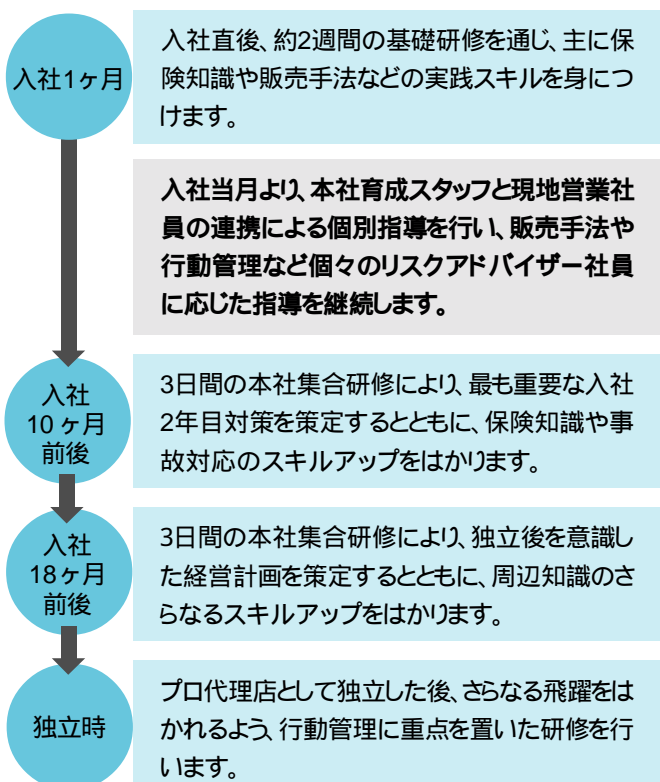 入社1ヶ月
入社直後、約2週間の基礎研修を通じ、主に保
険知識や販売手法などの実践スキルを身につ
けます。
入社当月より、本社育成スタッフと現地営業社
員の連携による個別指導を行い、販売手法や
行動管理など個々のリスクアドバイザー社員
に応じた指導を継続します。
入社
10ヶ月
前後
3日間の本社集合研修により、最も重要な入社
2年目対策を策定するとともに、保険知識や事
故対応のスキルアップをはかります。
入社
18ヶ月
前後
3日間の本社集合研修により、独立後を意識し
た経営計画を策定するとともに、周辺知識のさ
らなるスキルアップをはかります。
独立時
プロ代理店として独立した後、さらなる飛躍をは
かれるよう、行動管理に重点を置いた研修を行
います。